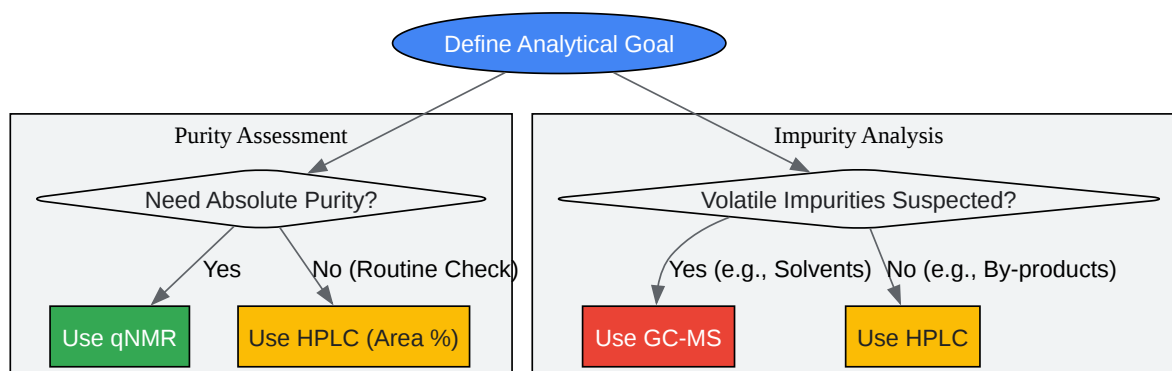 Define Analytical Goal
Purity Assessment
Impurity Analysis
Need Absolute Purity?
Volatile Impurities Suspected?
Yes
No (Routine Check)
Yes (e.g., Solvents)
No (e.g., By-products)
Use qNMR
Use HPLC (Area %)
Use GC-MS
Use HPLC